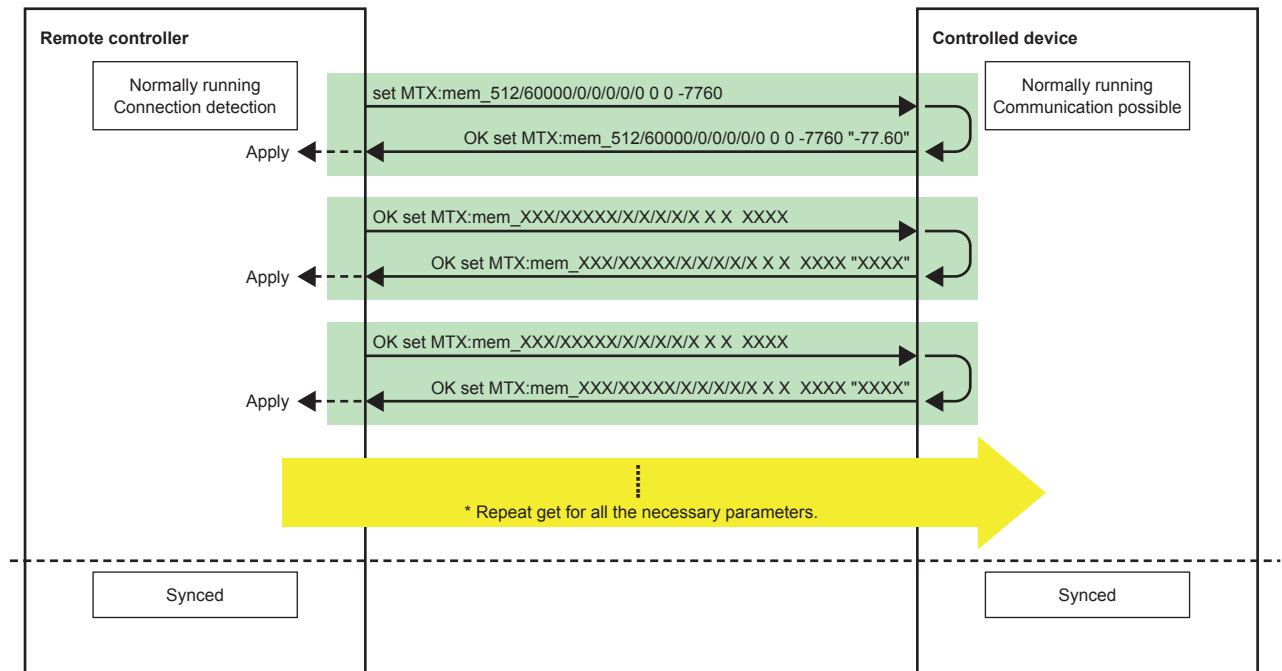 Remote controller
Controlled device
Normally running
Connection detection
Normally running
Communication possible
set MTX:mem_512/60000/0/0/0/0/0 0 0 -7760
OK set MTX:mem_512/60000/0/0/0/0/0 0 0 -7760 "-77.60"
Apply
OK set MTX:mem_XXX/XXXXX/X/X/X/X/X X X  XXXX
OK set MTX:mem_XXX/XXXXX/X/X/X/X/X X X  XXXX "XXXX"
Apply
OK set MTX:mem_XXX/XXXXX/X/X/X/X/X X X  XXXX
OK set MTX:mem_XXX/XXXXX/X/X/X/X/X X X  XXXX "XXXX"
Apply
* Repeat get for all the necessary parameters.
Synced
Synced